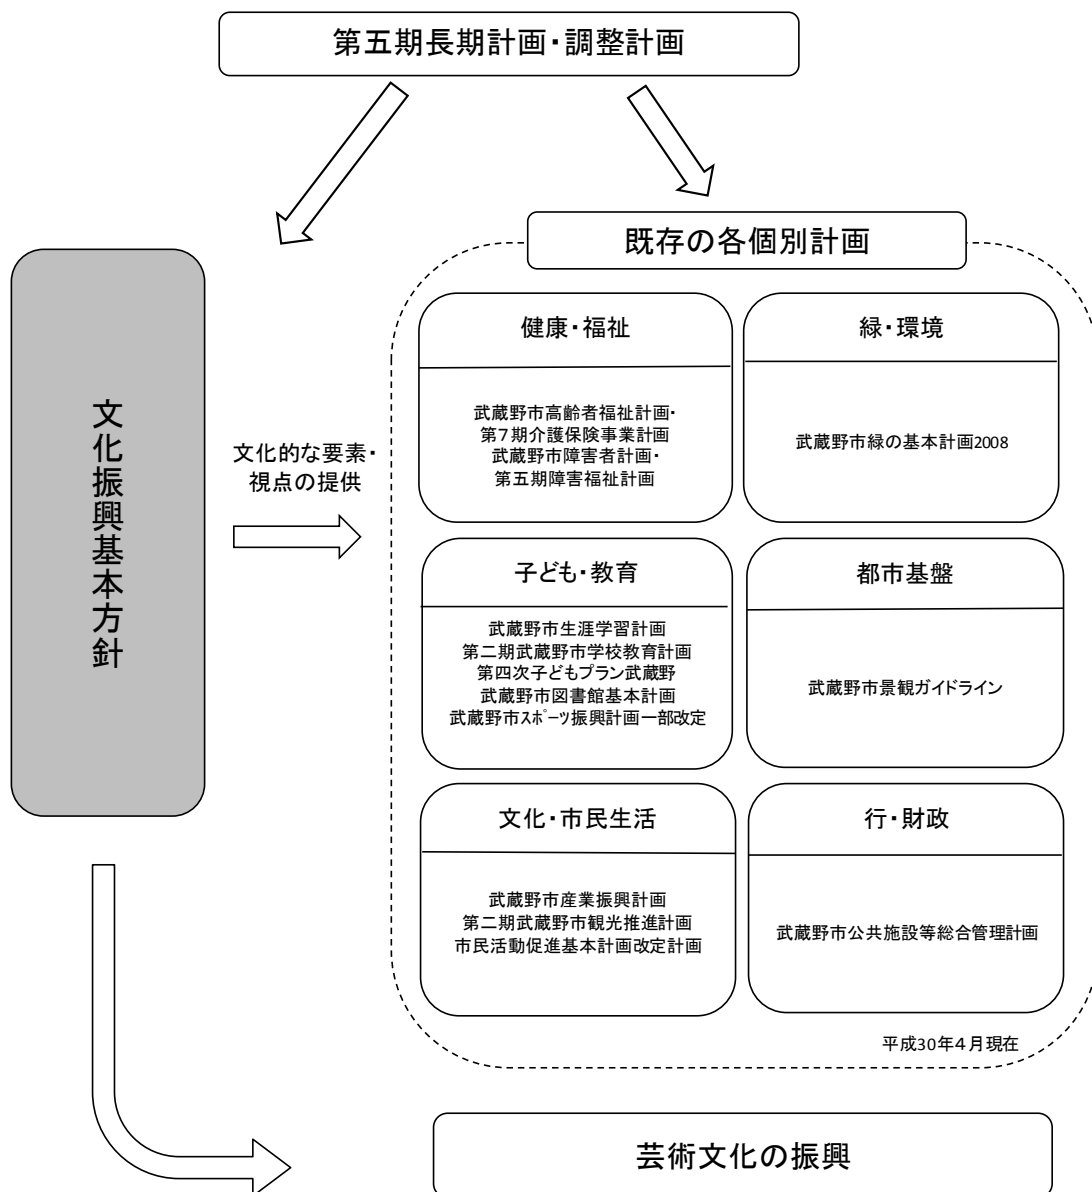 第五期長期計画・調整計画
既存の各個別計画
文化振興基本方針
文化的な要素・
視点の提供
健康・福祉
武蔵野市高齢者福祉計画・
第７期介護保険事業計画
武蔵野市障害者計画・
第五期障害福祉計画
緑・環境
武蔵野市緑の基本計画2008
子ども・教育
武蔵野市生涯学習計画
第二期武蔵野市学校教育計画
第四次子どもプラン武蔵野
武蔵野市図書館基本計画
武蔵野市ｽﾎﾟｰﾂ振興計画一部改定
都市基盤
武蔵野市景観ガイドライン
文化・市民生活
武蔵野市産業振興計画
第二期武蔵野市観光推進計画
市民活動促進基本計画改定計画
行・財政
武蔵野市公共施設等総合管理計画
平成30年４月現在
芸術文化の振興